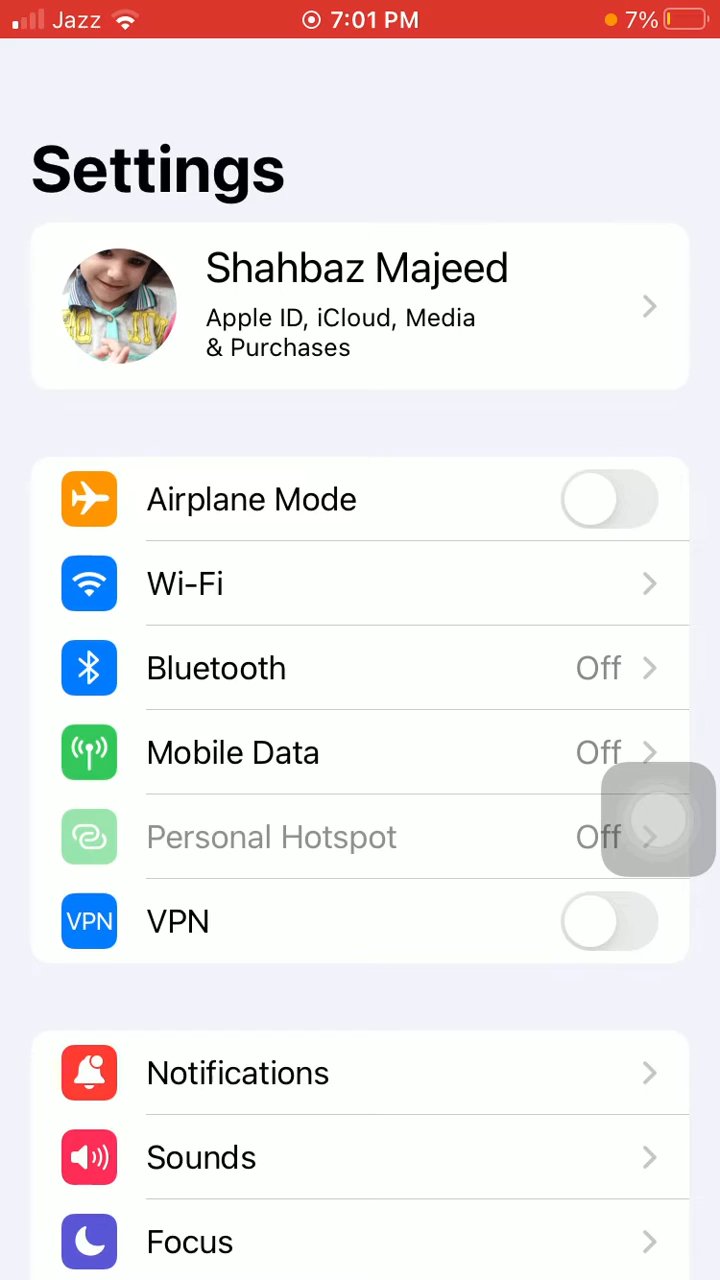 Jazz 7:01 PM 7%
Settings
Shahbaz Majeed
Apple ID, iCloud, Media
& Purchases
Airplane Mode
Wi-Fi
Bluetooth Off
Mobile Data Off
Personal Hotspot Off
VPN VPN
Notifications
Sounds
Focus